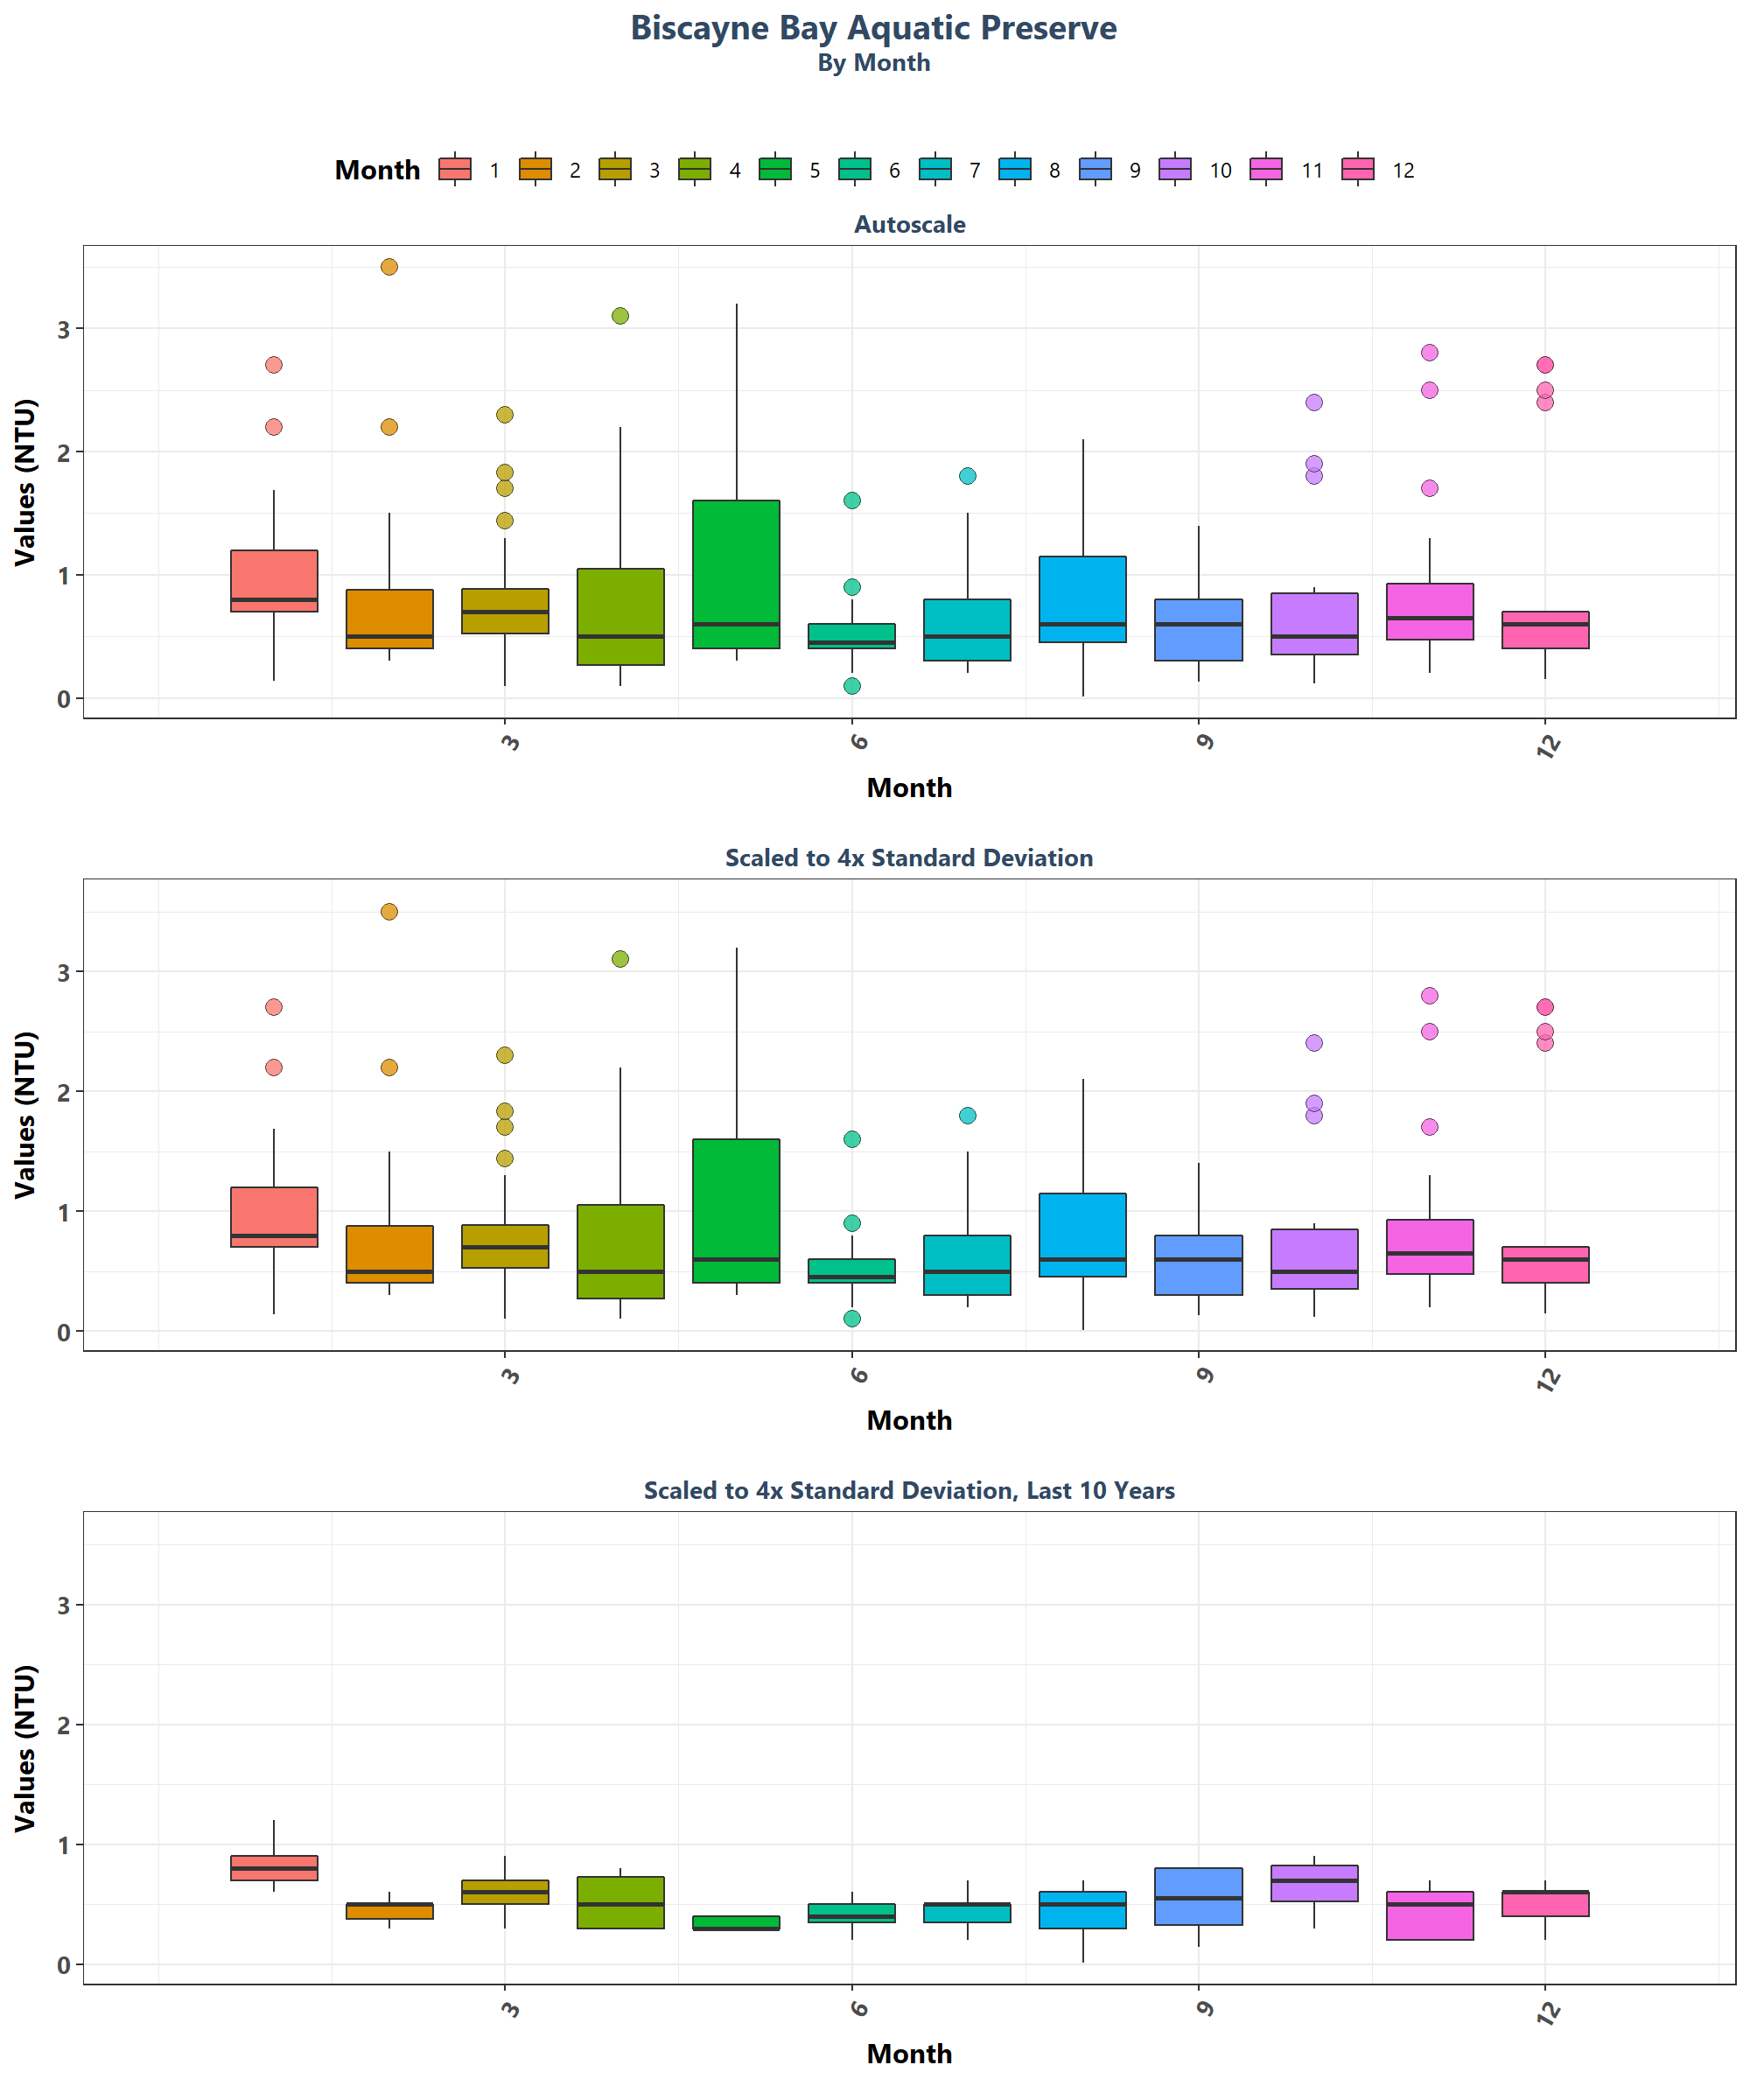 Biscayne Bay Aquatic Preserve
By Month
Month 1 2 3 4 5 6 7 8 9 10 11 12
Autoscale
Values (NTU)
3
2
1
0
3 6 9 12
Month
Scaled to 4x Standard Deviation
Values (NTU)
3
2
1
0
3 6 9 12
Month
Scaled to 4x Standard Deviation, Last 10 Years
Values (NTU)
3
2
1
0
3 6 9 12
Month